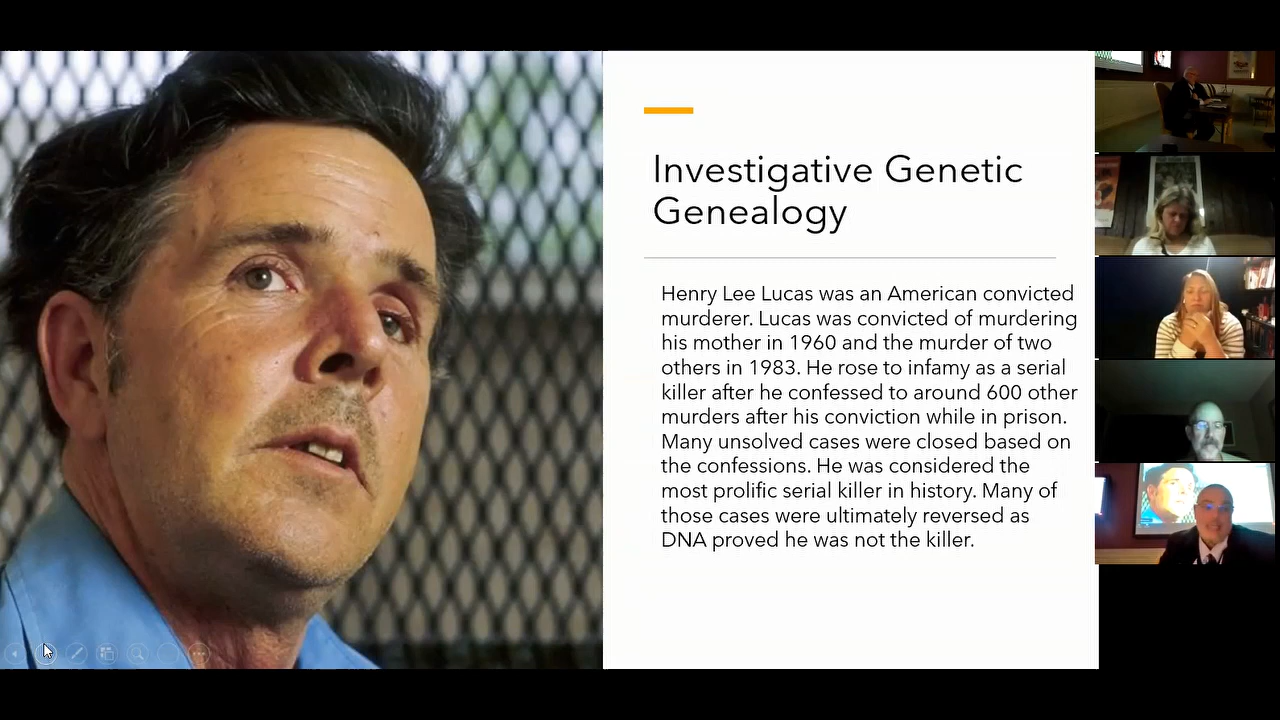 Investigative Genetic
Genealogy
Henry Lee Lucas was an American convicted
murderer. Lucas was convicted of murdering
his mother in 1960 and the murder of two
others in 1983. He rose to infamy as a serial
killer after he confessed to around 600 other
murders after his conviction while in prison.
Many unsolved cases were closed based on
the confessions. He was considered the
most prolific serial killer in history. Many of
those cases were ultimately reversed as
DNA proved he was not the killer.